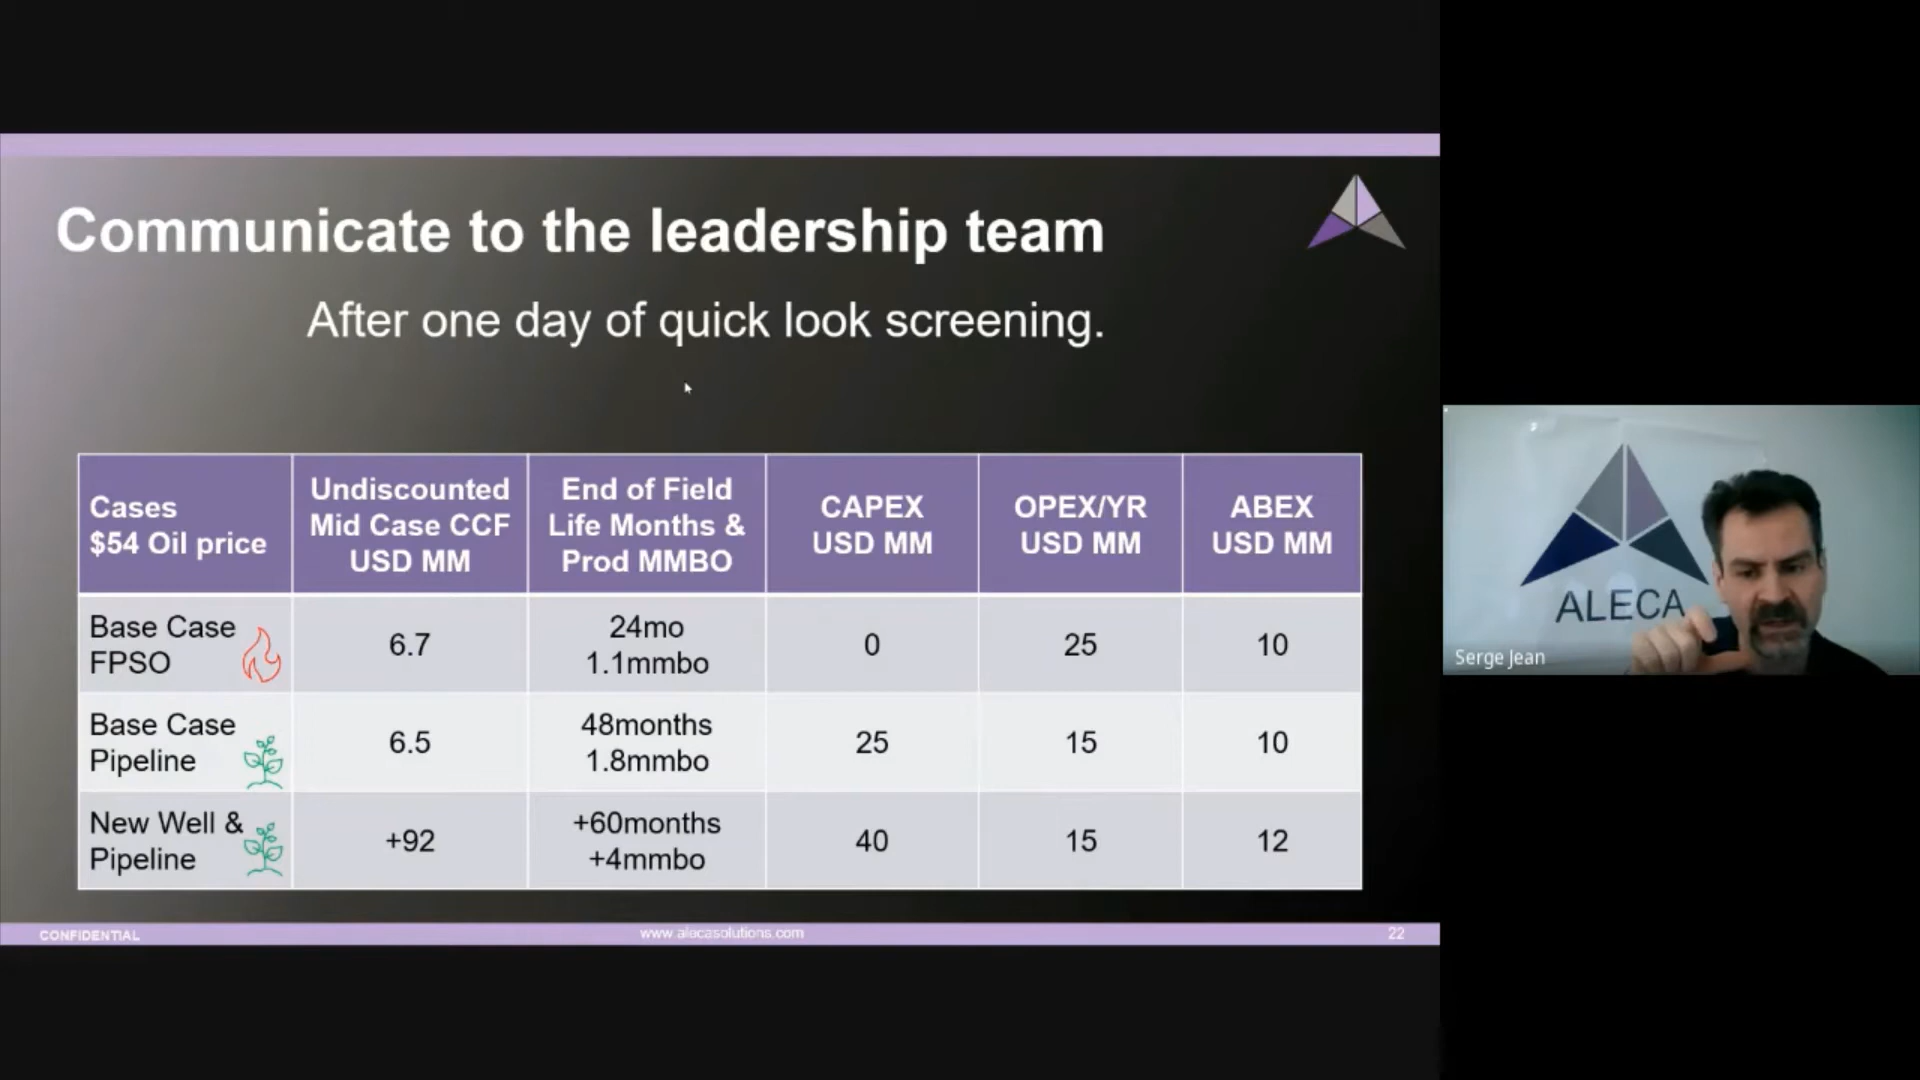 Communicate to the leadership team
After one day of quick look screening.
Cases
$54 Oil price
Undiscounted
Mid Case CCF
USD MM
End of Field
Life Months &
Prod MMBO
CAPEX
USD MM
OPEX/YR
USD MM
ABEX
USD MM
Base Case
FPSO
6.7
24mo
1.1mmbo
0
25
10
Base Case
Pipeline
6.5
48months
1.8mmbo
25
15
10
New Well &
Pipeline
+92
+60months
+4mmbo
40
15
12
CONFIDENTIAL
www.alecasolutions.com
22
ALECA
Serge Jean